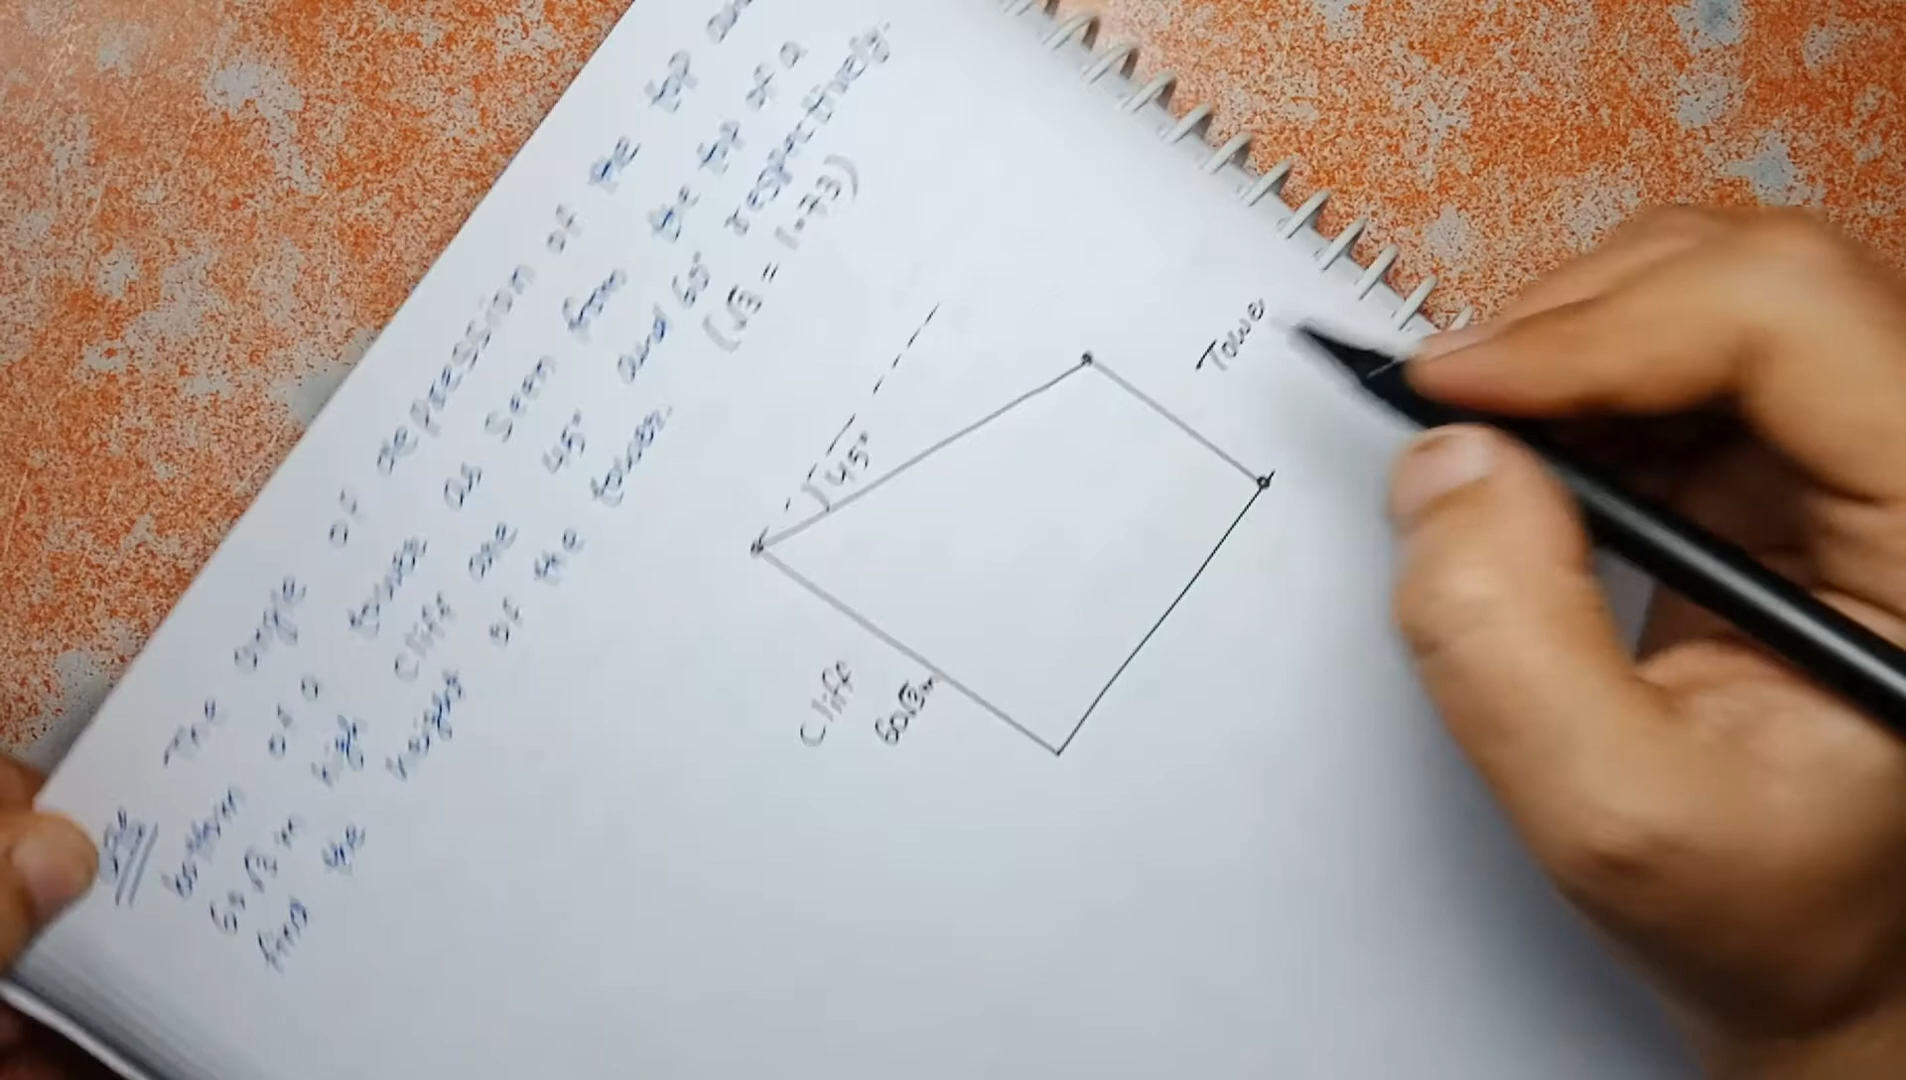 The angle of depression of the top an
bottom of a tower as seen from the top of a
60√3 m high cliff are 45° and 60° respectively.
find the height of the tower. (√3 = 1.73)
45°
Cliff
60√3m
Towe